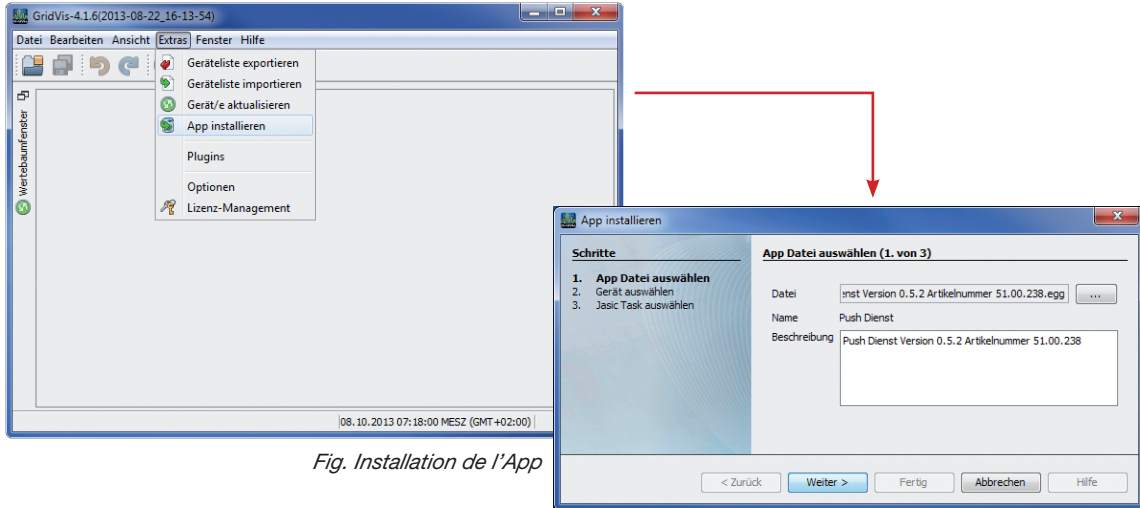 GridVis-4.1.6(2013-08-22_16-13-54)
Datei Bearbeiten Ansicht Extras Fenster Hilfe
Geräteliste exportieren
Geräteliste importieren
Gerät/e aktualisieren
App installieren
Plugins
Optionen
Lizenz-Management
Wertebaumfenster
08.10.2013 07:18:00 MESZ (GMT+02:00)
Fig. Installation de l'App
App installieren
Schritte
1. App Datei auswählen
2. Gerät auswählen
3. Jasic Task auswählen
App Datei auswählen (1. von 3)
Datei Version 0.5.2 Artikelnummer 51.00.238.egg ...
Name Push Dienst
Beschreibung Push Dienst Version 0.5.2 Artikelnummer 51.00.238
< Zurück Weiter > Fertig Abbrechen Hilfe